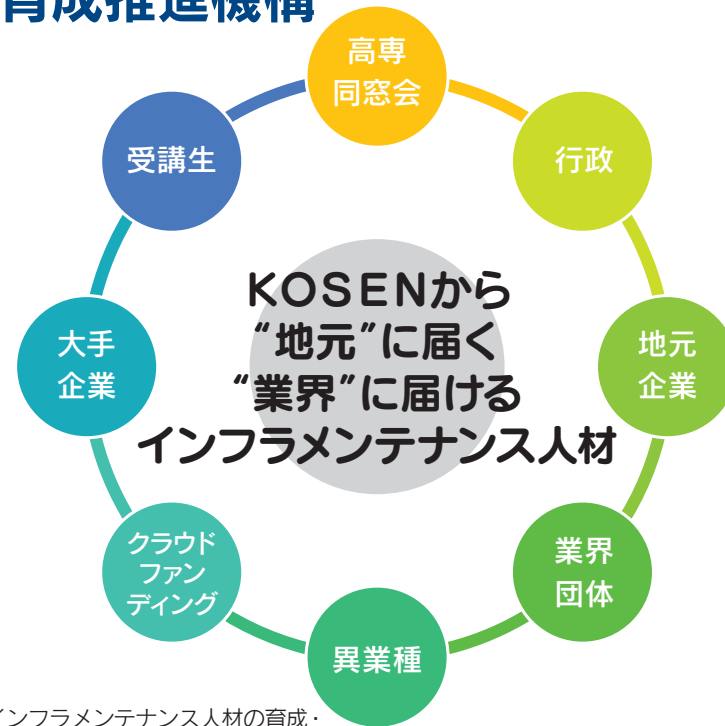 育成推進機構
高専
同窓会
受講生
行政
KOSENから
“地元”に届く
“業界”に届ける
インフラメンテナンス人材
大手
企業
地元
企業
クラウド
ファン
ディング
業界
団体
異業種
インフラメンテナンス人材の育成・